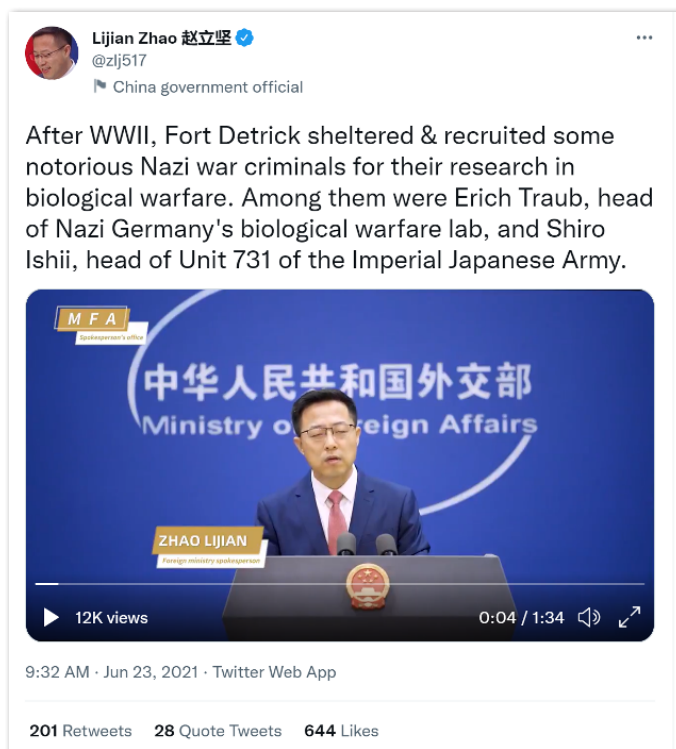 Lijian Zhao 赵立坚
@zlj517
China government official
After WWII, Fort Detrick sheltered & recruited some
notorious Nazi war criminals for their research in
biological warfare. Among them were Erich Traub, head
of Nazi Germany's biological warfare lab, and Shiro
Ishii, head of Unit 731 of the Imperial Japanese Army.
MFA
Spokesperson's office
中华人民共和国外交部
Ministry o eign Affairs
ZHAO LIJIAN
Foreign ministry spokesperson
12K views
0:04 / 1:34
9:32 AM · Jun 23, 2021 · Twitter Web App
201 Retweets 28 Quote Tweets 644 Likes